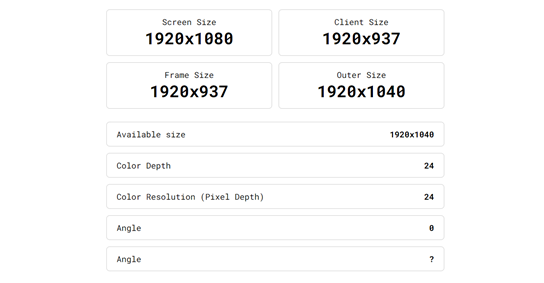 Screen Size
1920x1080
Client Size
1920x937
Frame Size
1920x937
Outer Size
1920x1040
Available size 1920x1040
Color Depth 24
Color Resolution (Pixel Depth) 24
Angle 0
Angle ?